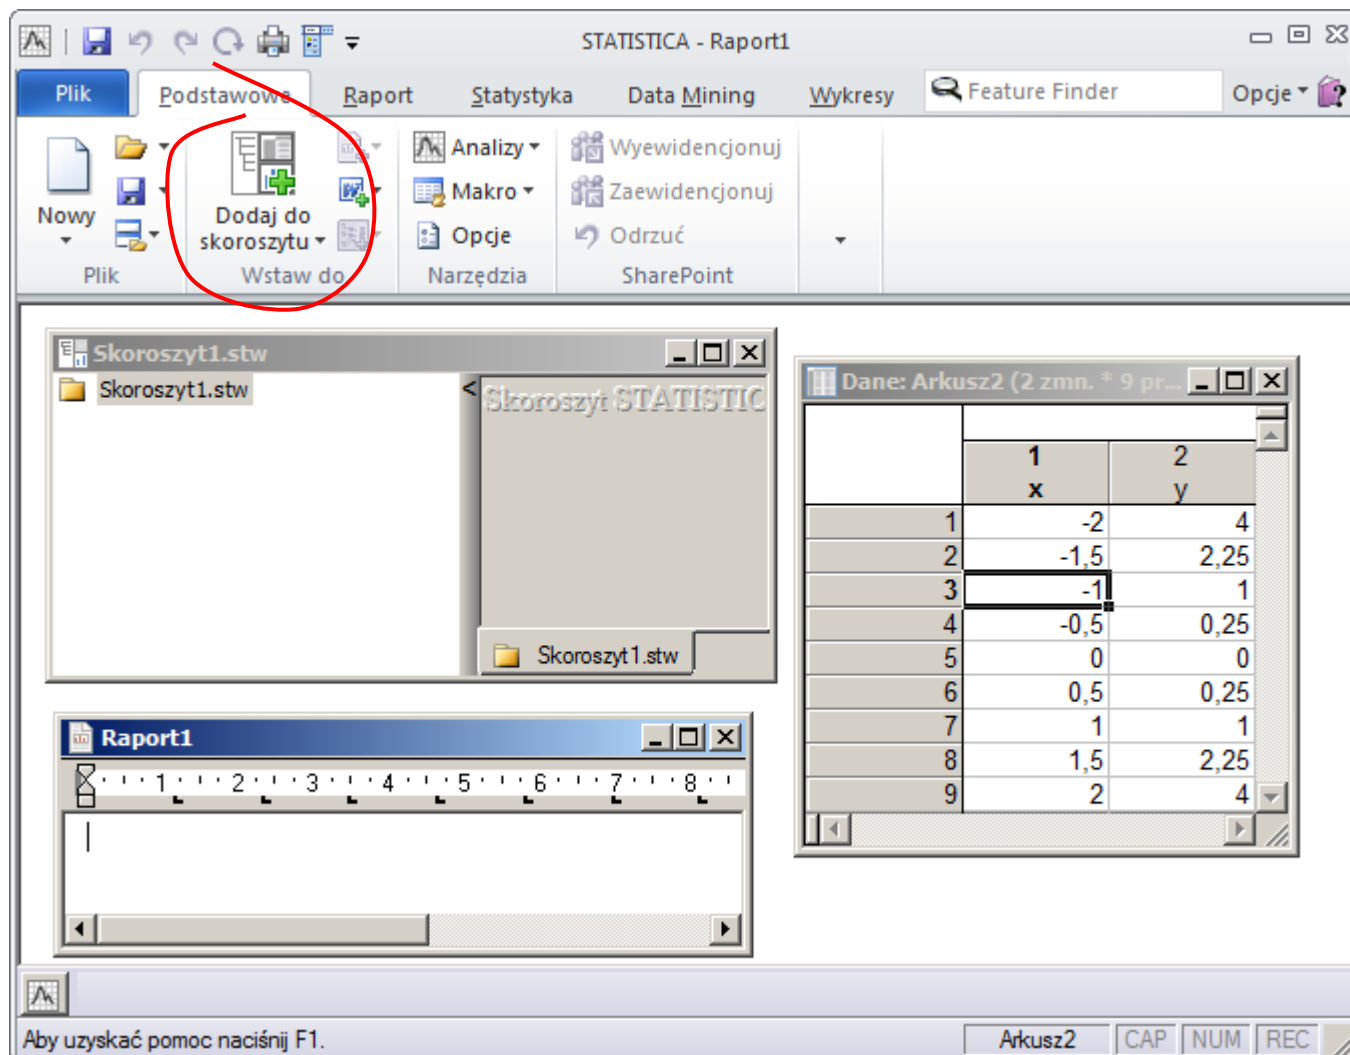 STATISTICA - Raport1
Plik Podstawowe Raport Statystyka Data Mining Wykresy Feature Finder Opcje
Nowy
Dodaj do skoroszytu
Analizy
Makro
Opcje
Wyewidencjonuj
Zaewidencjonuj
Odrzuć
Plik Wstaw do Narzędzia SharePoint
Skoroszyt1.stw
Skoroszyt1.stw
<
Skoroszyt STATISTIC
Skoroszyt1.stw
Dane: Arkusz2 (2 zmn. * 9 pr...
1 2
x y
1 -2 4
2 -1,5 2,25
3 -1 1
4 -0,5 0,25
5 0 0
6 0,5 0,25
7 1 1
8 1,5 2,25
9 2 4
Raport1
1 2 3 4 5 6 7 8
Aby uzyskać pomoc naciśnij F1.
Arkusz2 CAP NUM REC